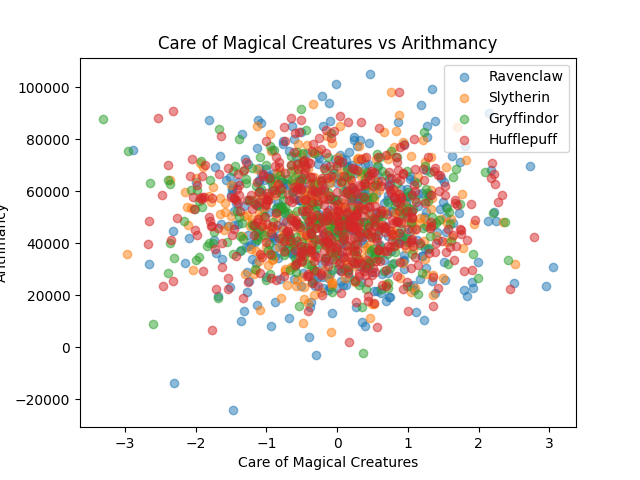 Care of Magical Creatures vs Arithmancy
Ravenclaw
Slytherin
Gryffindor
Hufflepuff
100000
80000
60000
40000
20000
0
−20000
Arithmancy
−3
−2
−1
0
1
2
3
Care of Magical Creatures